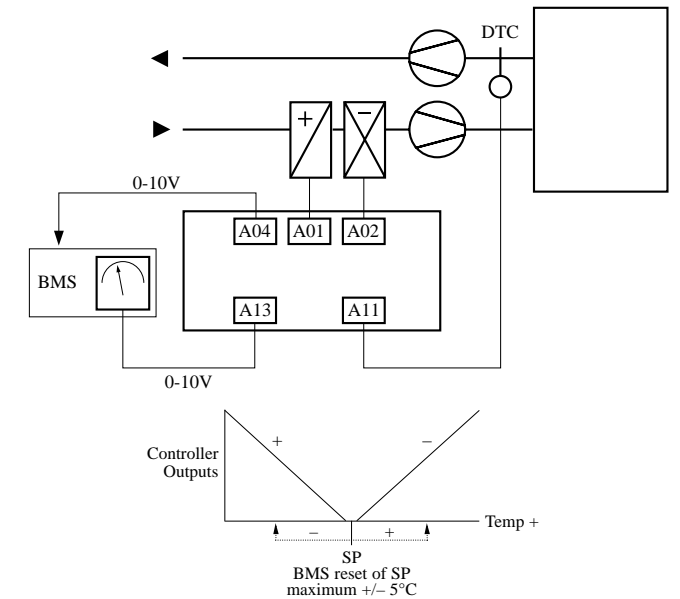 DTC
+
–
0-10V
A04
A01
A02
BMS
A13
A11
0-10V
Controller
Outputs
+
–
Temp +
–
+
SP
BMS reset of SP
maximum +/– 5°C